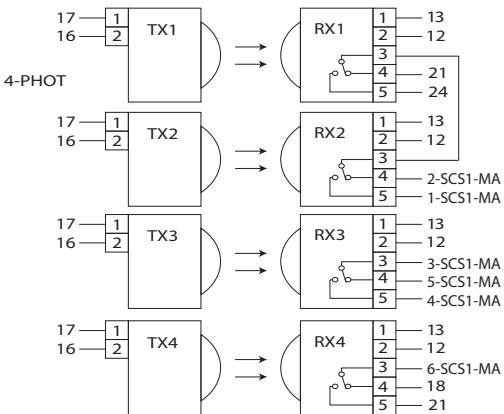 17 1 TX1 RX1 1 13
16 2 2 12
3
4-PHOT 4 21
5 24
17 1 TX2 RX2 1 13
16 2 2 12
3
4 2-SCS1-MA
5 1-SCS1-MA
17 1 TX3 RX3 1 13
16 2 2 12
3 3-SCS1-MA
4 5-SCS1-MA
5 4-SCS1-MA
17 1 TX4 RX4 1 13
16 2 2 12
3 6-SCS1-MA
4 18
5 21